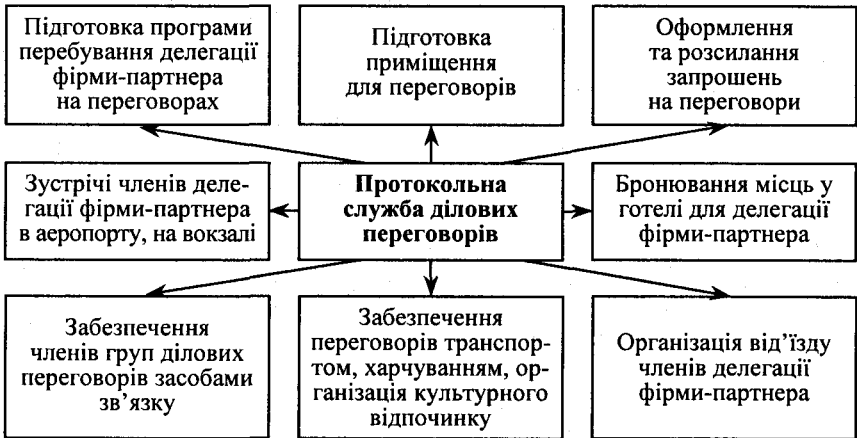 Підготовка програми
перебування делегації
фірми-партнера
на переговорах
Підготовка
приміщення
для переговорів
Оформлення
та розсилання
запрошень
на переговори
Зустрічі членів деле-
гації фірми-партнера
в аеропорту, на вокзалі
Протокольна
служба ділових
переговорів
Бронювання місць у
готелі для делегації
фірми-партнера
Забезпечення
членів груп ділових
переговорів засобами
зв’язку
Забезпечення
переговорів транспор-
том, харчуванням, ор-
ганізація культурного
відпочинку
Організація від’їзду
членів делегації
фірми-партнера